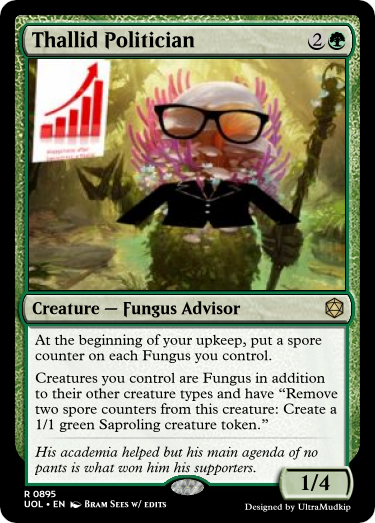 Thallid Politician 2
Creature — Fungus Advisor
At the beginning of your upkeep, put a spore
counter on each Fungus you control.
Creatures you control are Fungus in addition
to their other creature types and have “Remove
two spore counters from this creature: Create a
1/1 green Saproling creature token.”
His academia helped but his main agenda of no
pants is what won him his supporters.
1/4
R 0895
UOL • EN Bram Sees w/ edits
Designed by UltraMudkip